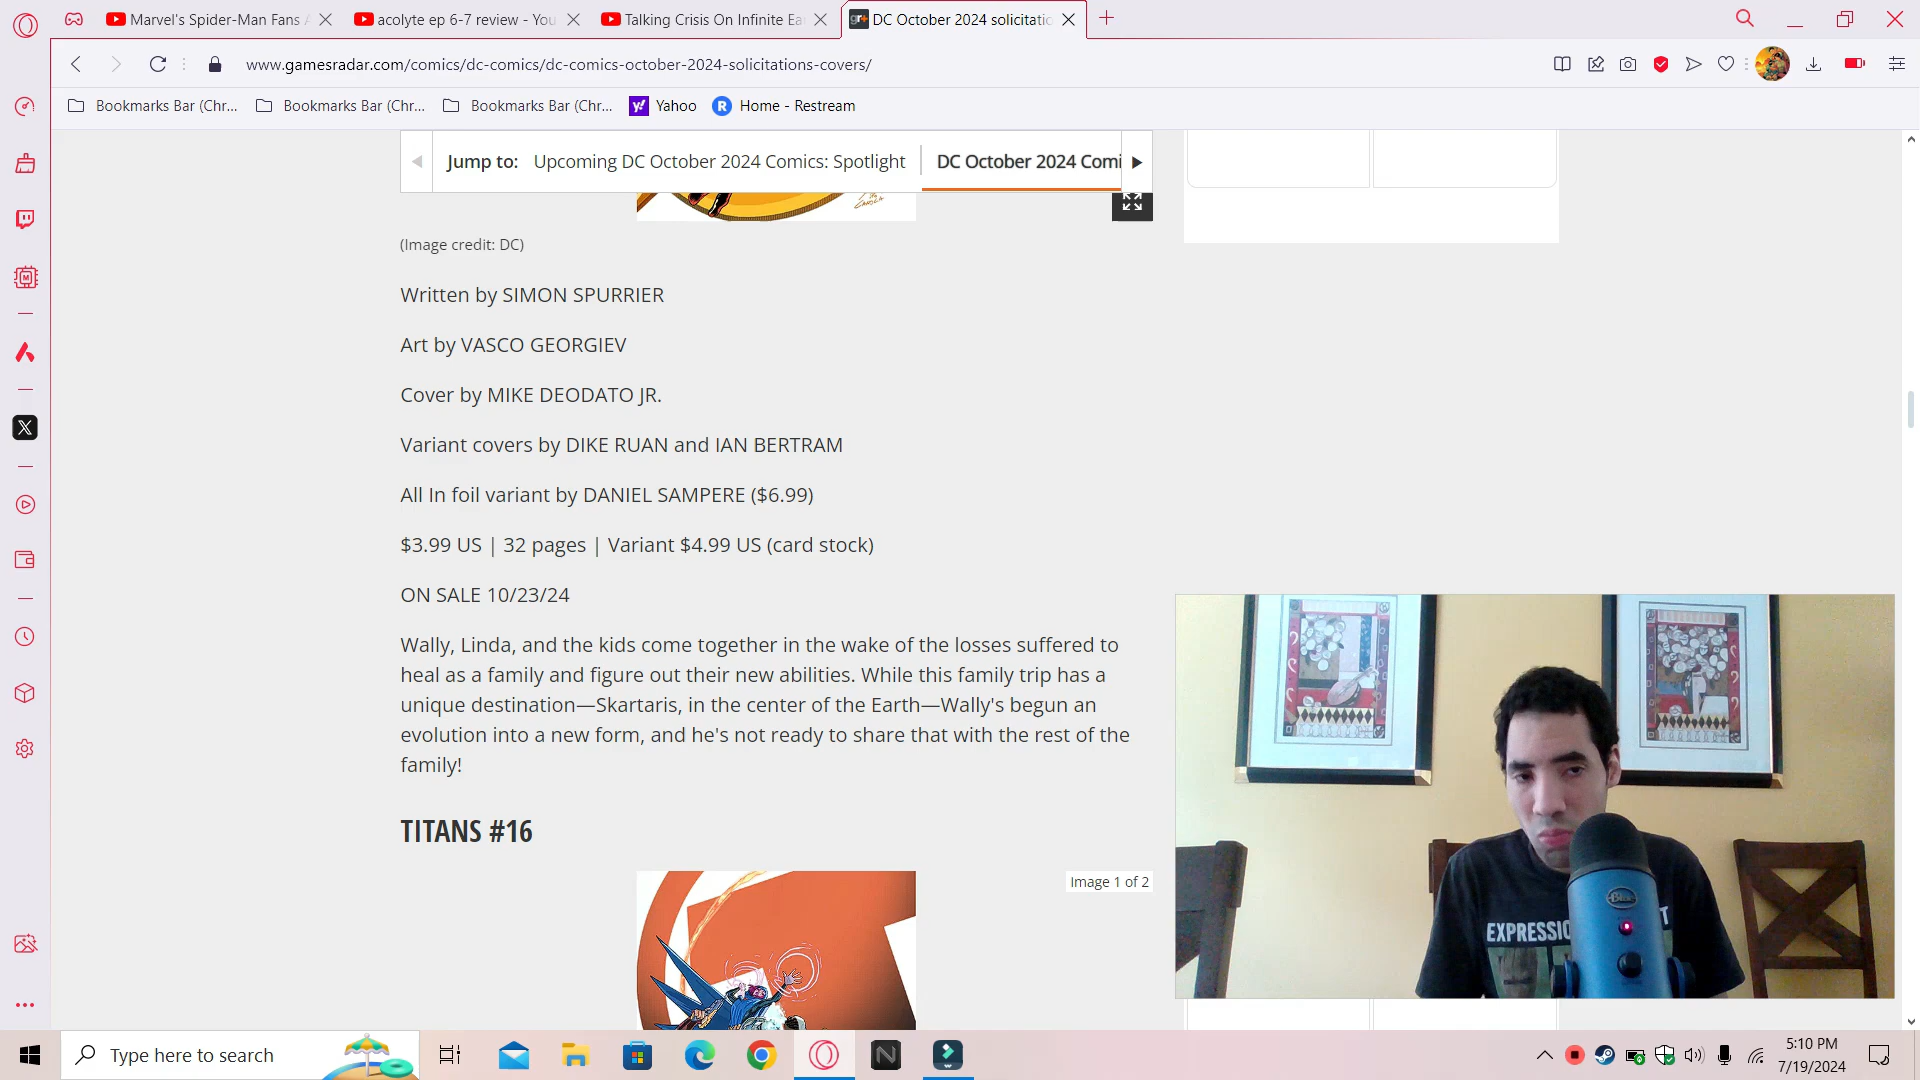 Marvel's Spider-Man Fans
acolyte ep 6-7 review - You
Talking Crisis On Infinite Ea
DC October 2024 solicitatio
www.gamesradar.com/comics/dc-comics/dc-comics-october-2024-solicitations-covers/
Bookmarks Bar (Chr...
Bookmarks Bar (Chr...
Bookmarks Bar (Chr...
Yahoo
Home - Restream
Jump to: Upcoming DC October 2024 Comics: Spotlight
DC October 2024 Comi
(Image credit: DC)
Written by SIMON SPURRIER
Art by VASCO GEORGIEV
Cover by MIKE DEODATO JR.
Variant covers by DIKE RUAN and IAN BERTRAM
All In foil variant by DANIEL SAMPERE ($6.99)
$3.99 US | 32 pages | Variant $4.99 US (card stock)
ON SALE 10/23/24
Wally, Linda, and the kids come together in the wake of the losses suffered to
heal as a family and figure out their new abilities. While this family trip has a
unique destination—Skartaris, in the center of the Earth—Wally's begun an
evolution into a new form, and he's not ready to share that with the rest of the
family!
TITANS #16
Image 1 of 2
EXPRESSIO
Blue
Type here to search
5:10 PM
7/19/2024